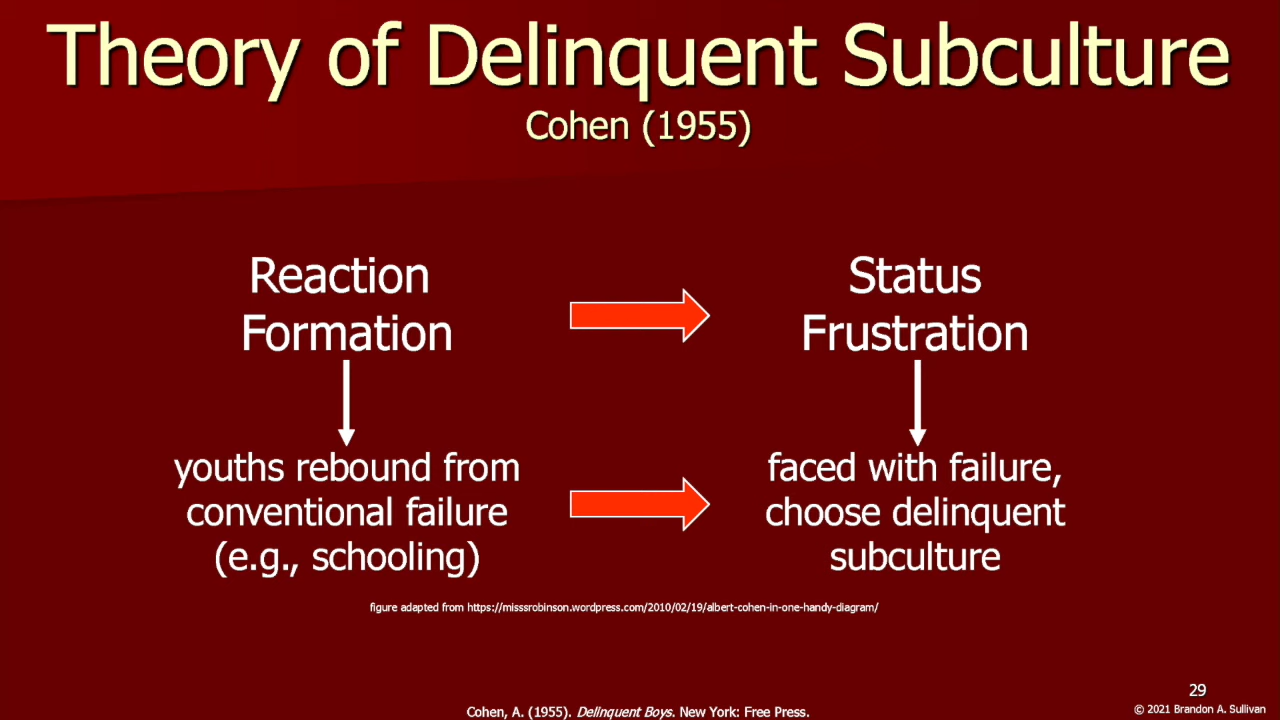 Theory of Delinquent Subculture
Cohen (1955)
Reaction
Formation
Status
Frustration
youths rebound from
conventional failure
(e.g., schooling)
faced with failure,
choose delinquent
subculture
figure adapted from https://misssrobinson.wordpress.com/2010/02/19/albert-cohen-in-one-handy-diagram/
29
Cohen, A. (1955). Delinquent Boys. New York: Free Press.
© 2021 Brandon A. Sullivan